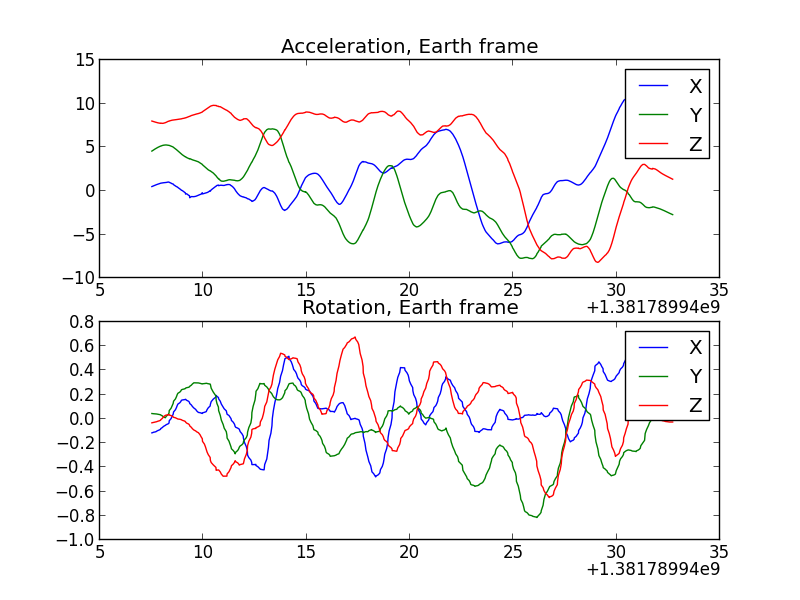 Acceleration, Earth frame
15
10
5
0
−5
−10
X
Y
Z
5 10 15 20 25 30 35
+1.38178994e9
Rotation, Earth frame
0.8
0.6
0.4
0.2
0.0
−0.2
−0.4
−0.6
−0.8
−1.0
X
Y
Z
5 10 15 20 25 30 35
+1.38178994e9